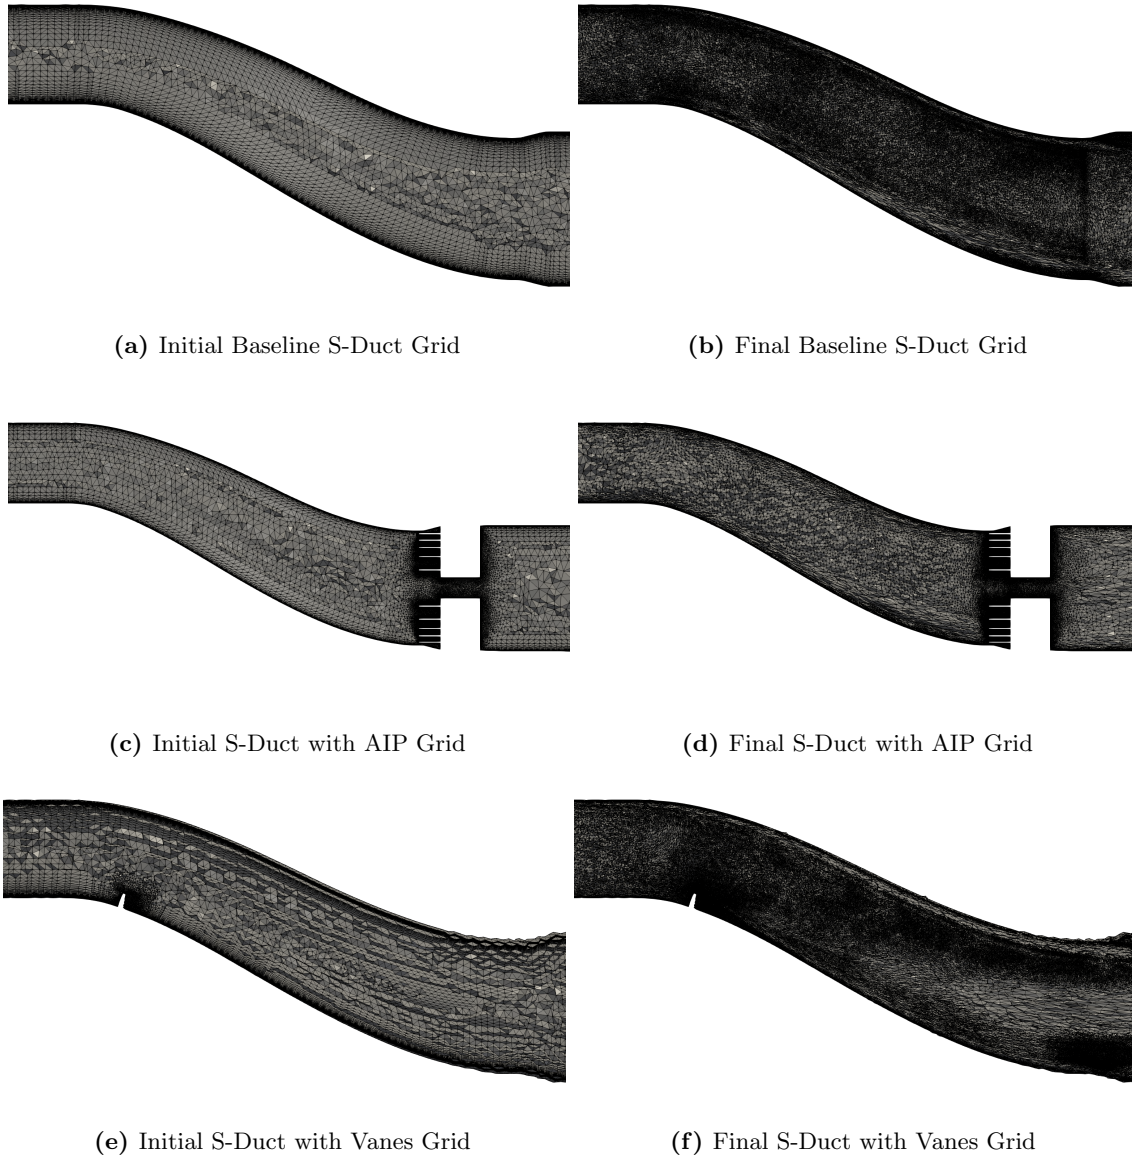 (a) Initial Baseline S-Duct Grid
(b) Final Baseline S-Duct Grid
(c) Initial S-Duct with AIP Grid
(d) Final S-Duct with AIP Grid
(e) Initial S-Duct with Vanes Grid
(f) Final S-Duct with Vanes Grid